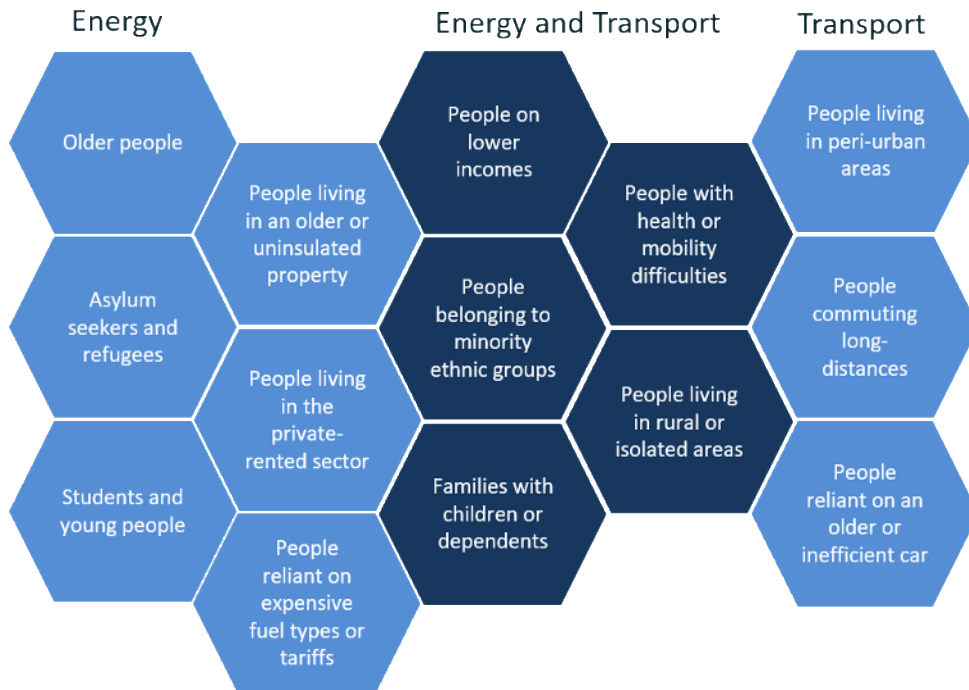 Energy
Energy and Transport
Transport
Older people
People living
in an older or
uninsulated
property
Asylum
seekers and
refugees
People living
in the
private-
rented sector
Students and
young people
People
reliant on
expensive
fuel types or
tariffs
People on
lower
incomes
People with
health or
mobility
difficulties
People
belonging to
minority
ethnic groups
People living
in rural or
isolated areas
Families with
children or
dependents
People living
in peri-urban
areas
People
commuting
long-
distances
People
reliant on an
older or
inefficient car